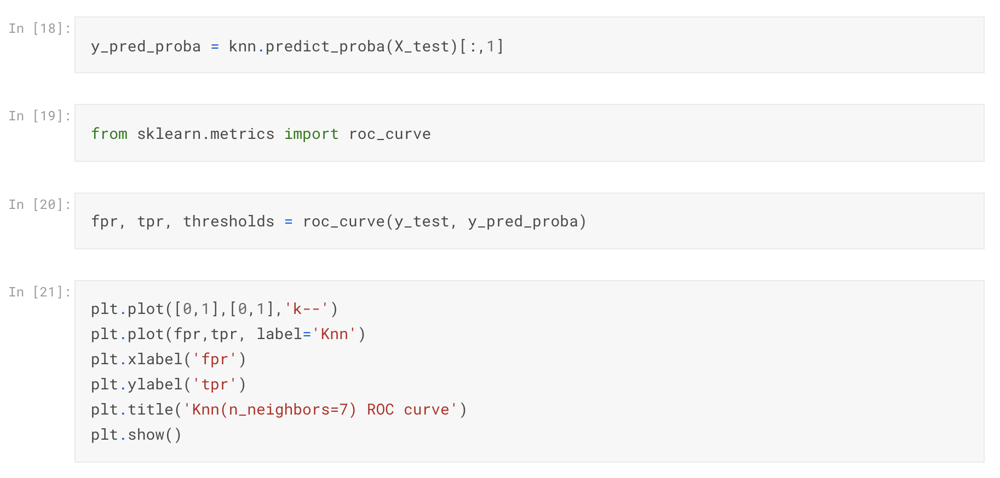 In [18]:
y_pred_proba = knn.predict_proba(X_test)[:,1]
In [19]:
from sklearn.metrics import roc_curve
In [20]:
fpr, tpr, thresholds = roc_curve(y_test, y_pred_proba)
In [21]:
plt.plot([0,1],[0,1],'k--')
plt.plot(fpr,tpr, label='Knn')
plt.xlabel('fpr')
plt.ylabel('tpr')
plt.title('Knn(n_neighbors=7) ROC curve')
plt.show()